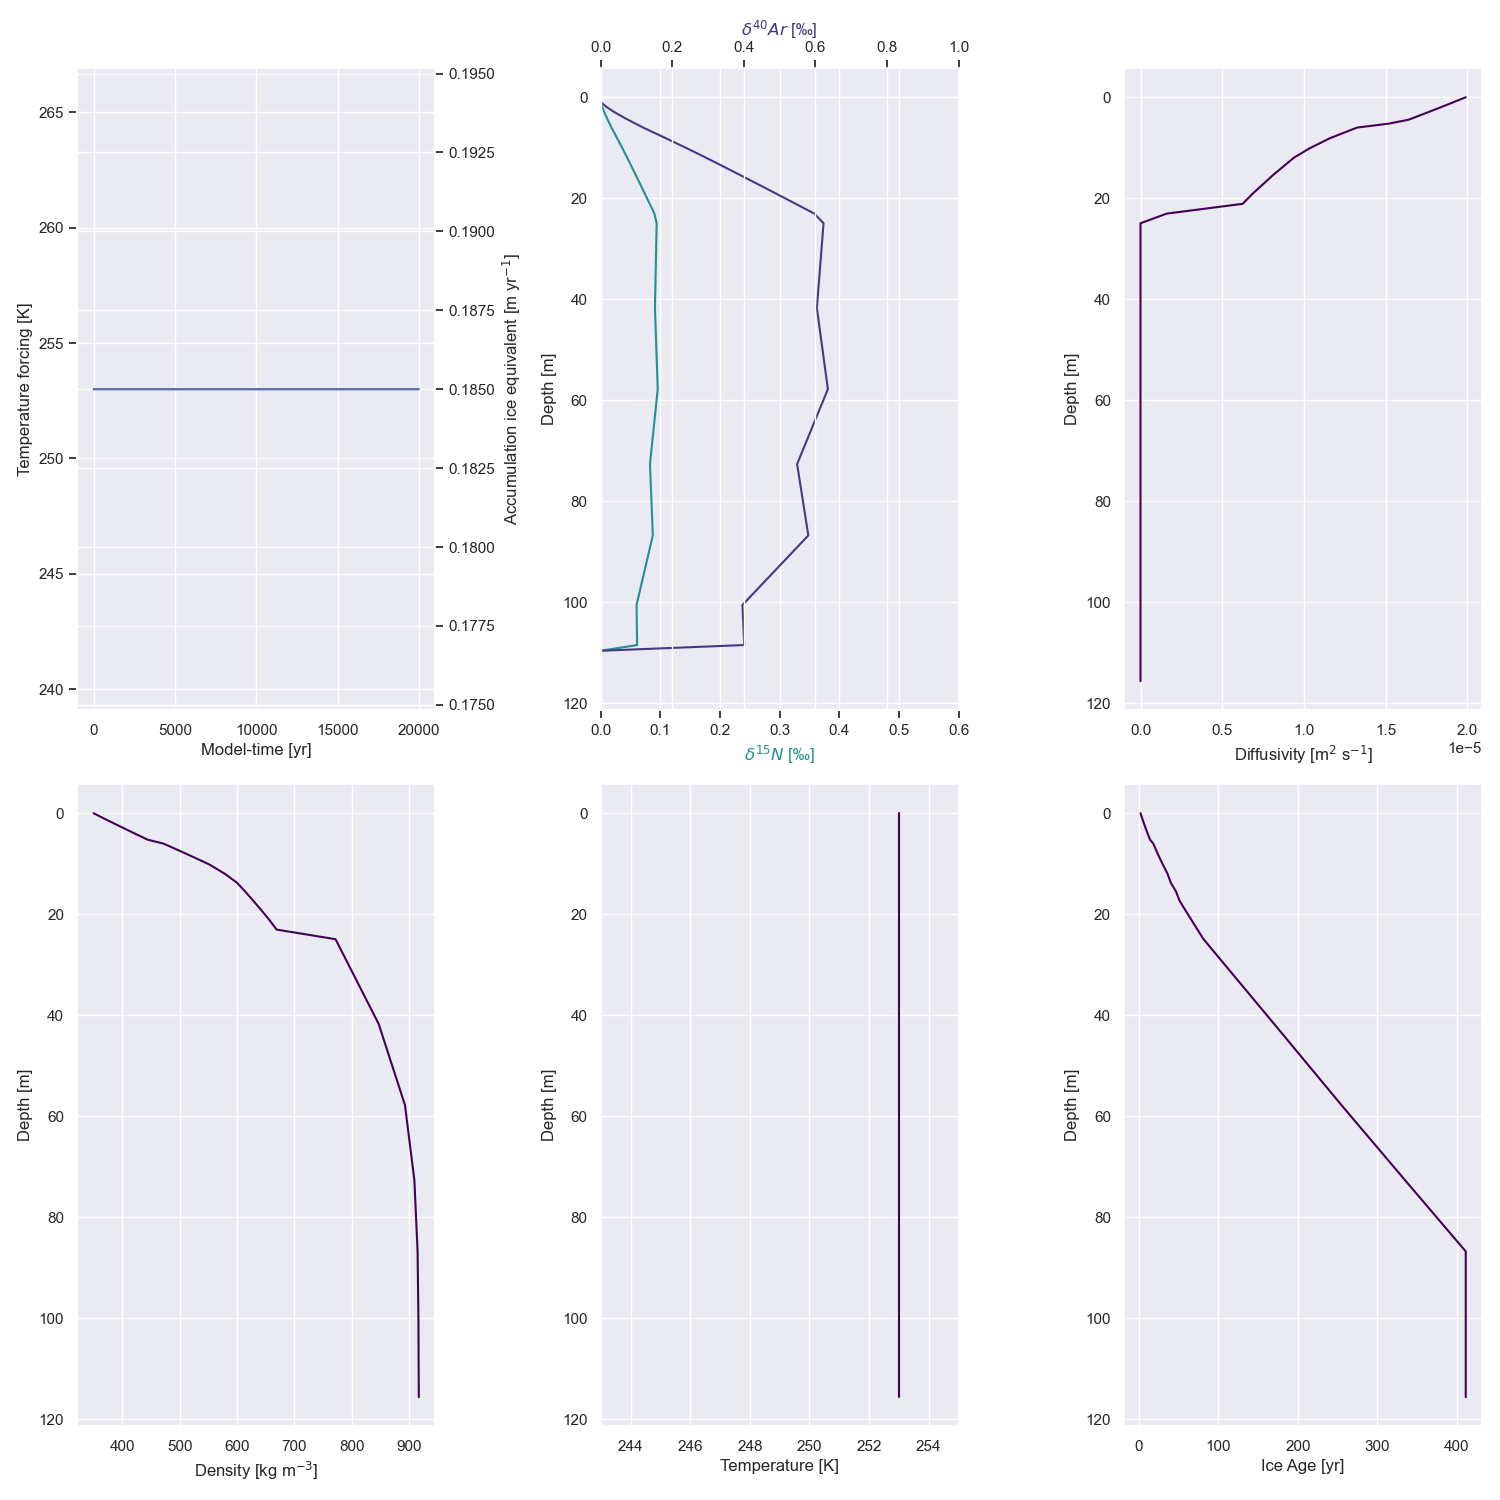 Temperature forcing [K]
265
260
255
250
245
240
0 5000 10000 15000 20000
Model-time [yr]
0.1950
0.1925
0.1900
0.1875
0.1850
0.1825
0.1800
0.1775
0.1750
Accumulation ice equivalent [m yr⁻¹]
δ⁴⁰Ar [‰]
0.0 0.2 0.4 0.6 0.8 1.0
Depth [m]
0
20
40
60
80
100
120
0.0 0.1 0.2 0.3 0.4 0.5 0.6
δ¹⁵N [‰]
Depth [m]
0
20
40
60
80
100
120
0.0 0.5 1.0 1.5 2.0
1e−5
Diffusivity [m² s⁻¹]
Depth [m]
0
20
40
60
80
100
120
400 500 600 700 800 900
Density [kg m⁻³]
Depth [m]
0
20
40
60
80
100
120
244 246 248 250 252 254
Temperature [K]
Depth [m]
0
20
40
60
80
100
120
0 100 200 300 400
Ice Age [yr]